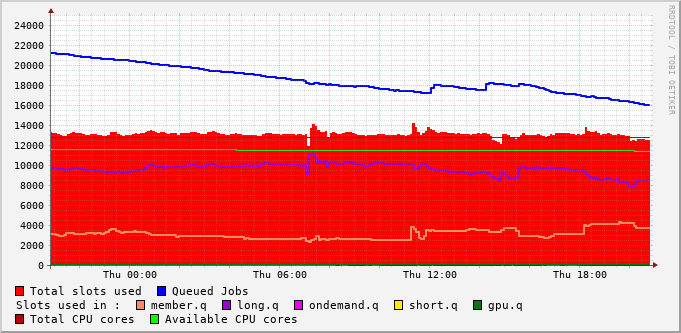 RRDTOOL / TOBI OETIKER
24000
22000
20000
18000
16000
14000
12000
10000
8000
6000
4000
2000
0
Thu 00:00 Thu 06:00 Thu 12:00 Thu 18:00
Total slots used Queued Jobs
Slots used in : member.q long.q ondemand.q short.q gpu.q
Total CPU cores Available CPU cores